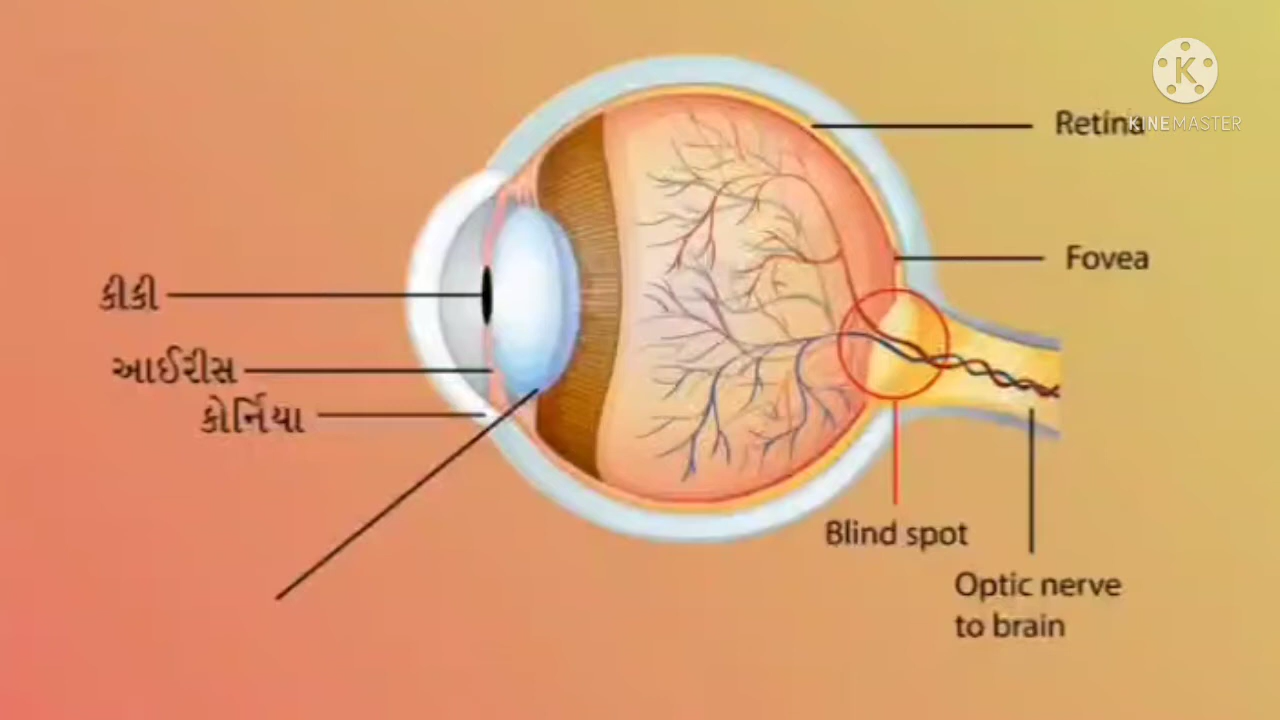 Retina
KINEMASTER
Fovea
કીકી
આઈરીસ
કોર્નિયા
Blind spot
Optic nerve
to brain